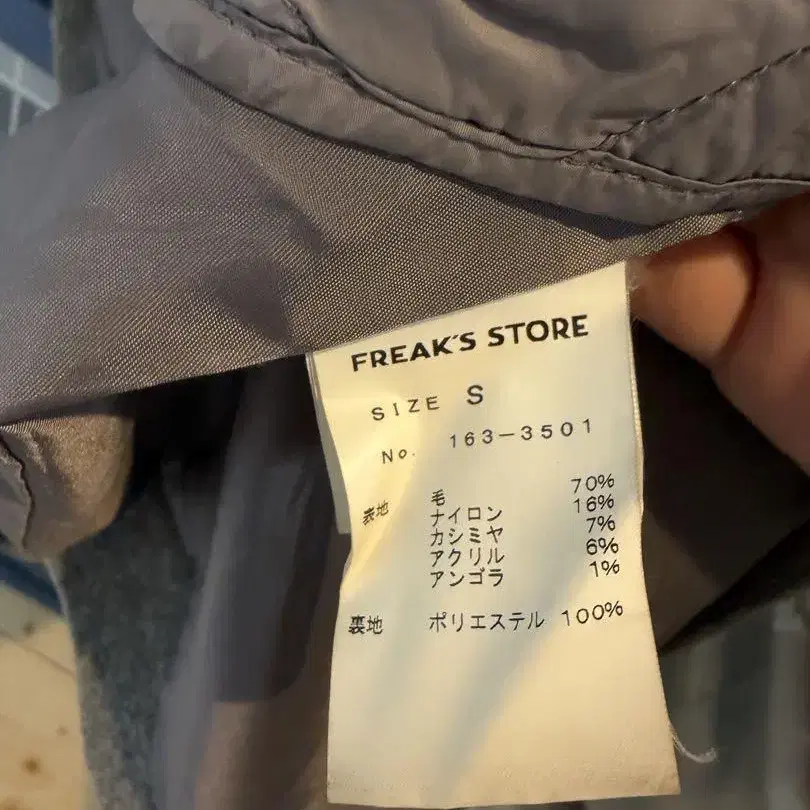 FREAK'S STORE
SIZE S
No. 163-3501
表地 毛 70%
ナイロン 16%
カシミヤ 7%
アクリル 6%
アンゴラ 1%
裏地 ポリエステル 100%